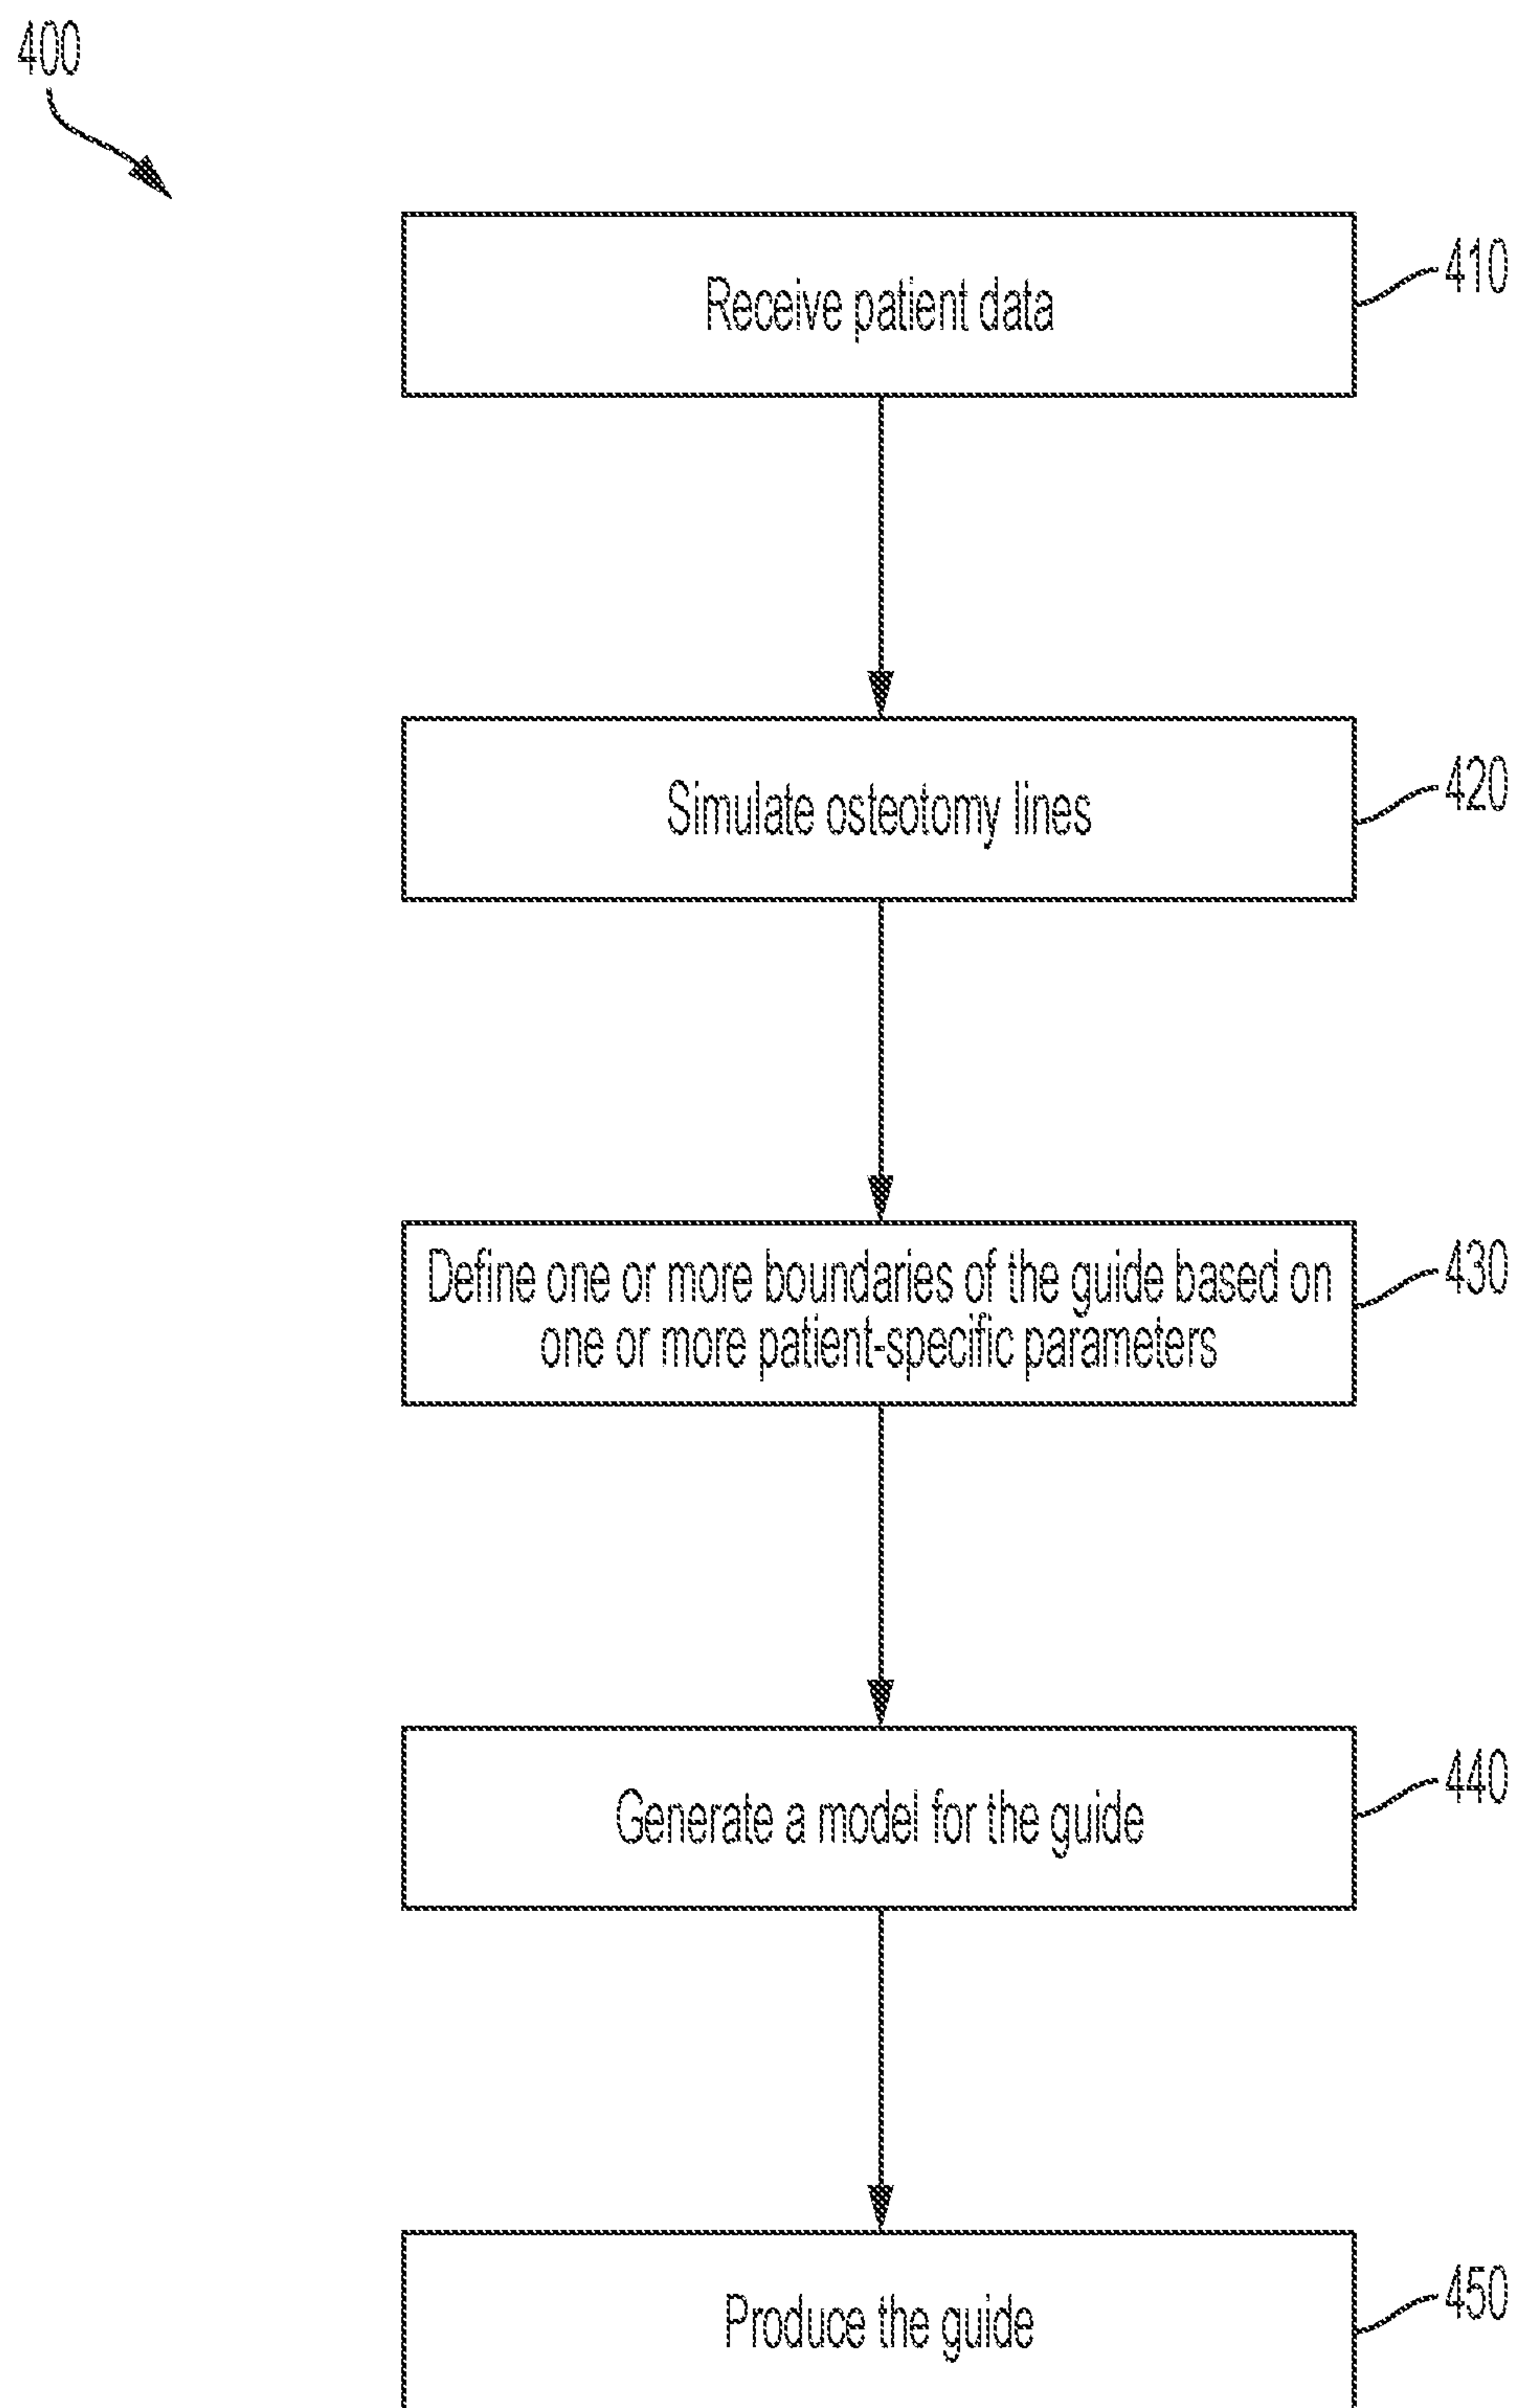 400
Receive patient data
410
Simulate osteotomy lines
420
Define one or more boundaries of the guide based on
one or more patient-specific parameters
430
Generate a model for the guide
440
Produce the guide
450